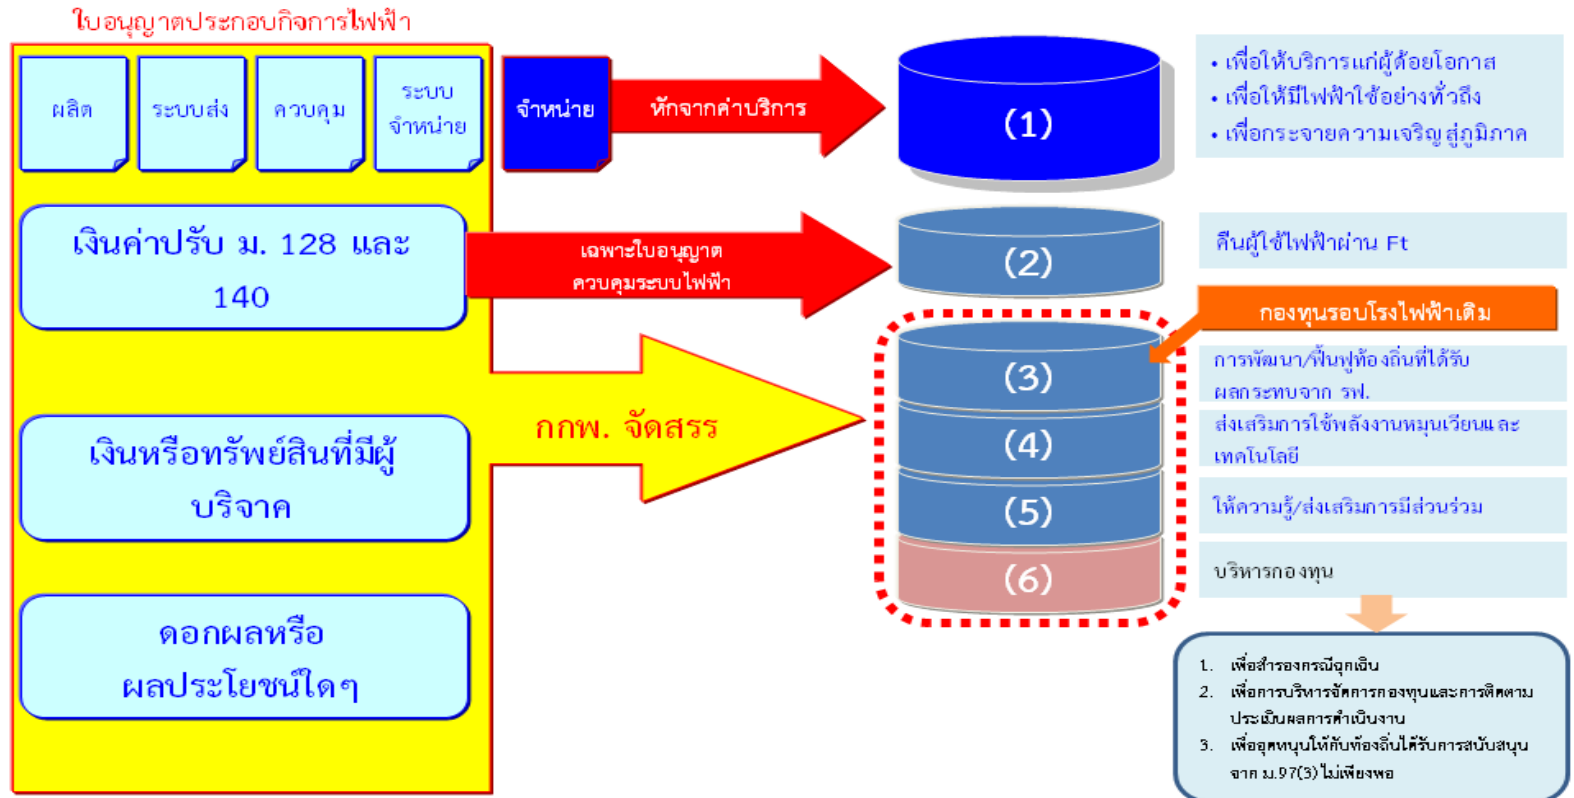 ใบอนุญาตประกอบกิจการไฟฟ้า
ผลิต
ระบบส่ง
ควบคุม
ระบบ
จำหน่าย
จำหน่าย
หักจากค่าบริการ
(1)
• เพื่อให้บริการแก่ผู้ด้อยโอกาส
• เพื่อให้มีไฟฟ้าใช้อย่างทั่วถึง
• เพื่อกระจายความเจริญสู่ภูมิภาค
เงินค่าปรับ ม. 128 และ
140
เฉพาะใบอนุญาต
ควบคุมระบบไฟฟ้า
(2)
คืนผู้ใช้ไฟฟ้าผ่าน Ft
กองทุนรอบโรงไฟฟ้าเดิม
กกพ. จัดสรร
(3)
การพัฒนา/ฟื้นฟูท้องถิ่นที่ได้รับ
ผลกระทบจาก รฟ.
(4)
ส่งเสริมการใช้พลังงานหมุนเวียนและ
เทคโนโลยี
เงินหรือทรัพย์สินที่มีผู้
บริจาค
(5)
ให้ความรู้/ส่งเสริมการมีส่วนร่วม
(6)
บริหารกองทุน
ดอกผลหรือ
ผลประโยชน์ใดๆ
1. เพื่อสำรองกรณีฉุกเฉิน
2. เพื่อการบริหารจัดการกองทุนและการติดตาม
ประเมินผลการดำเนินงาน
3. เพื่ออุดหนุนให้กับท้องถิ่นได้รับการสนับสนุน
จาก ม.97(3) ไม่เพียงพอ